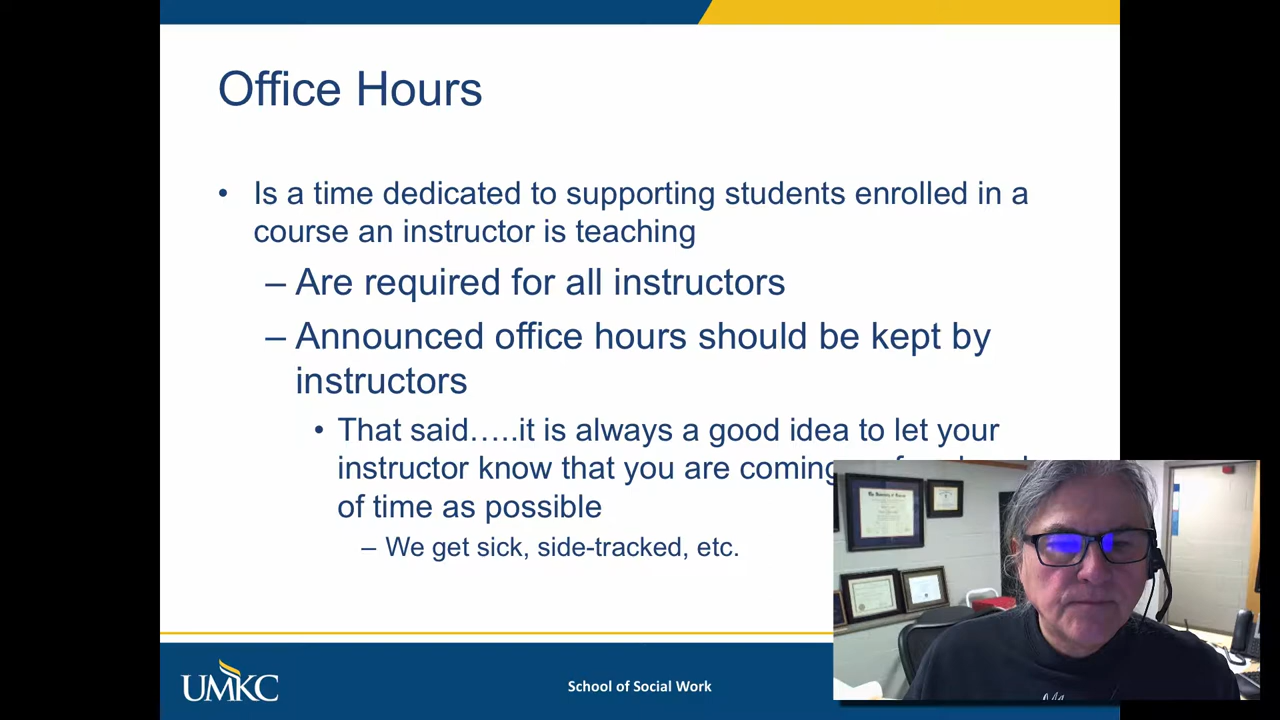 Office Hours
• Is a time dedicated to supporting students enrolled in a
course an instructor is teaching
– Are required for all instructors
– Announced office hours should be kept by
instructors
• That said…..it is always a good idea to let your
instructor know that you are coming
of time as possible
– We get sick, side-tracked, etc.
UMKC
School of Social Work